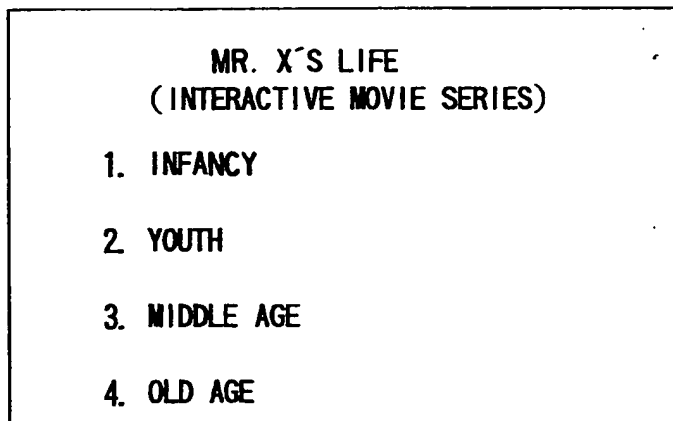 MR. X´S LIFE
(INTERACTIVE MOVIE SERIES)
1. INFANCY
2. YOUTH
3. MIDDLE AGE
4. OLD AGE